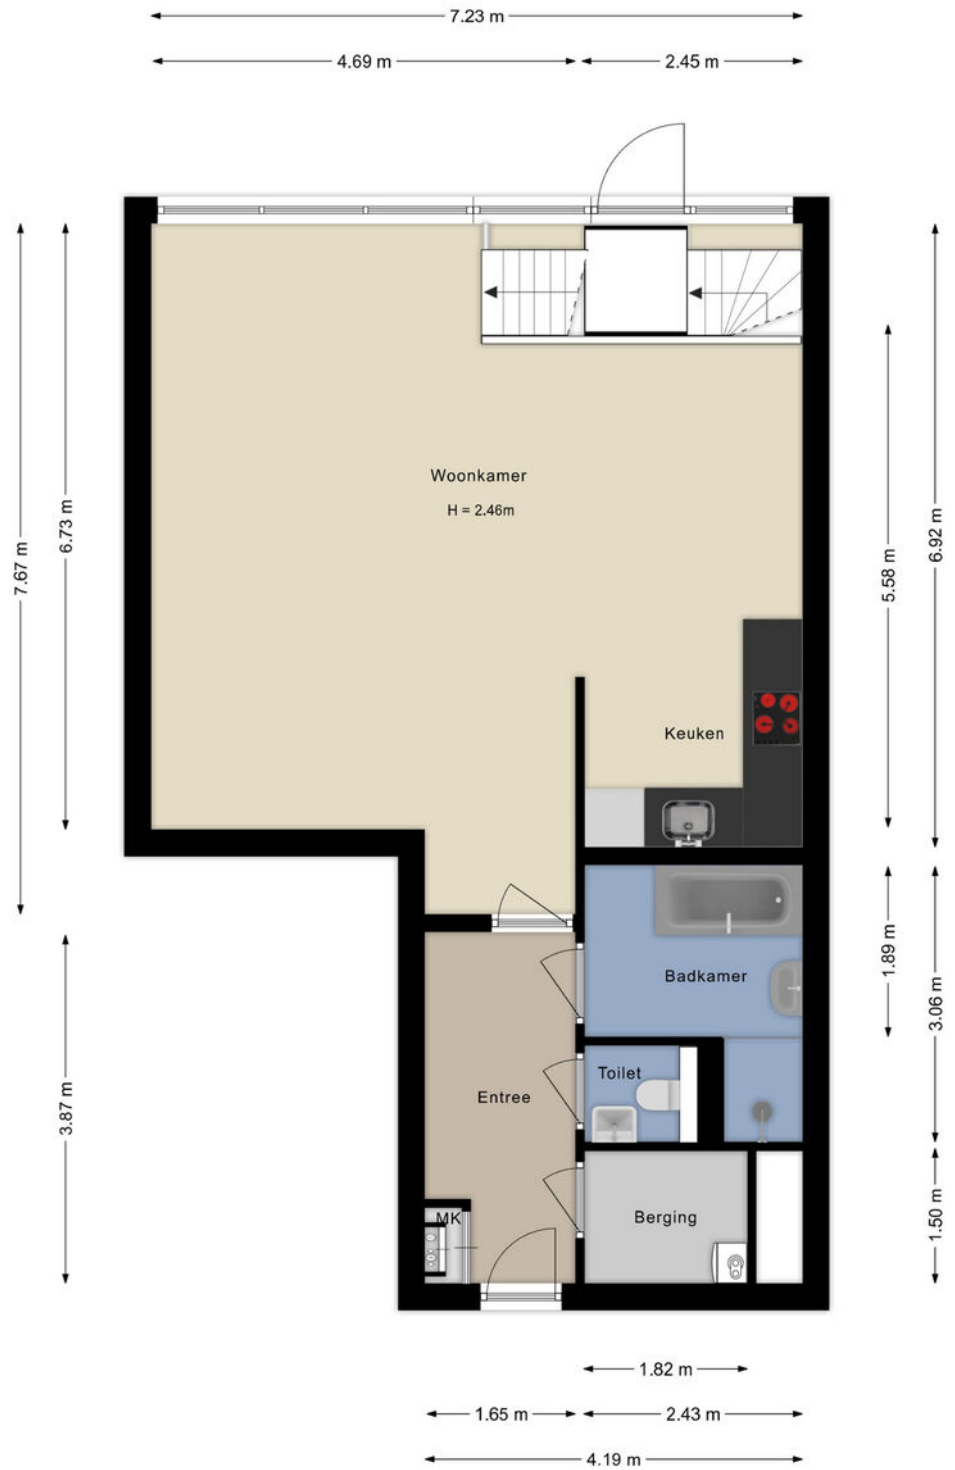 7.23 m
4.69 m
2.45 m
Woonkamer
H = 2.46m
6.73 m
7.67 m
6.92 m
5.58 m
Keuken
1.89 m
Badkamer
3.06 m
Toilet
Entree
3.87 m
MK
Berging
1.50 m
1.82 m
1.65 m
2.43 m
4.19 m